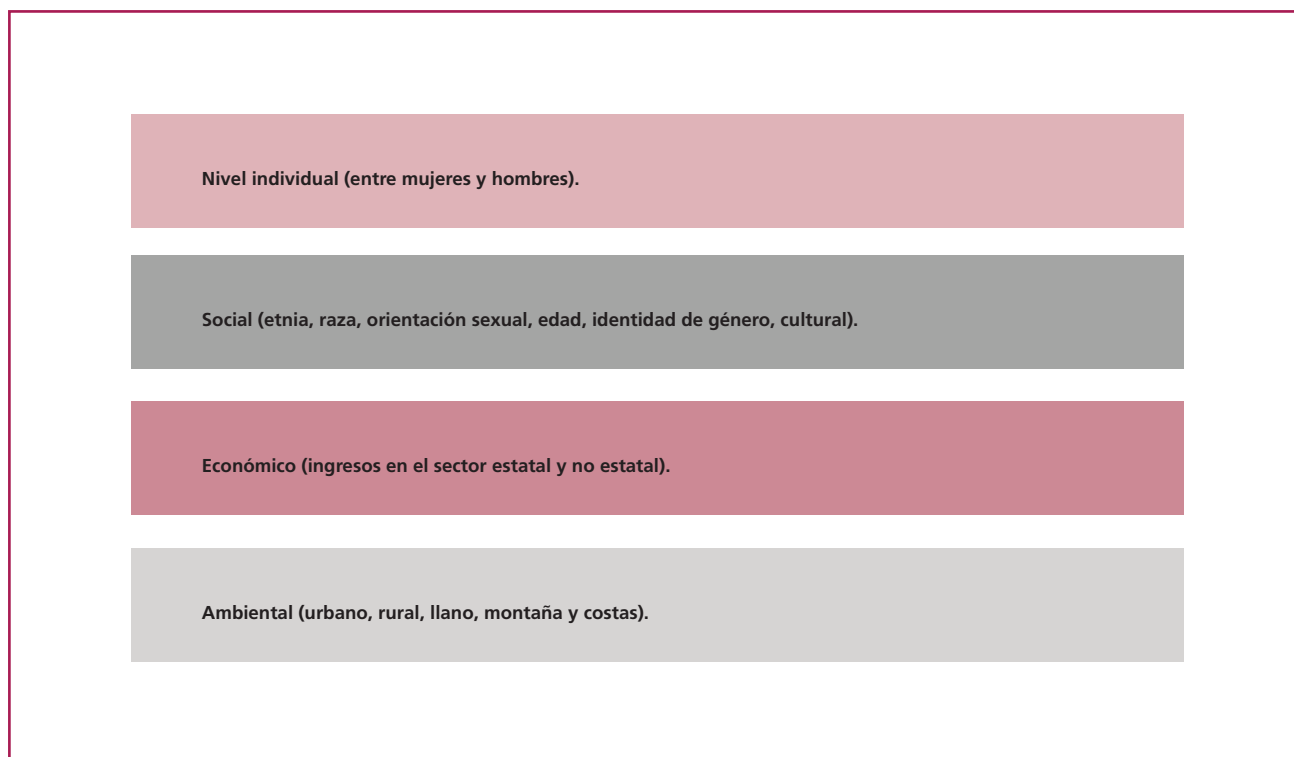 Nivel individual (entre mujeres y hombres).
Social (etnia, raza, orientación sexual, edad, identidad de género, cultural).
Económico (ingresos en el sector estatal y no estatal).
Ambiental (urbano, rural, llano, montaña y costas).